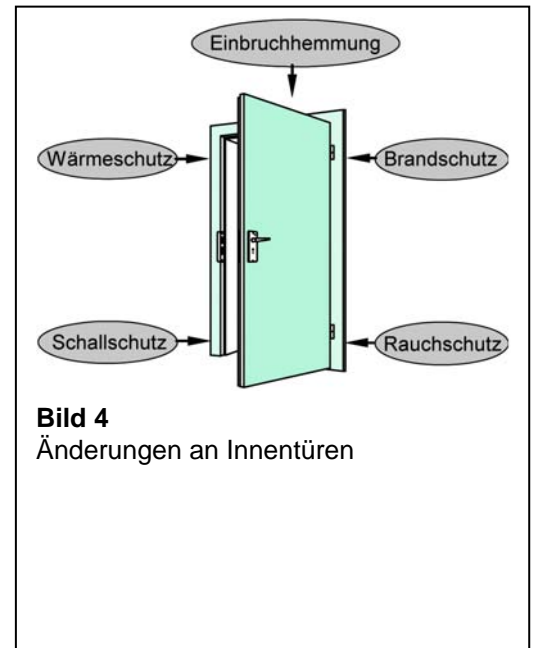 Einbruchhemmung
Wärmeschutz
Brandschutz
Schallschutz
Rauchschutz
Bild 4
Änderungen an Innentüren